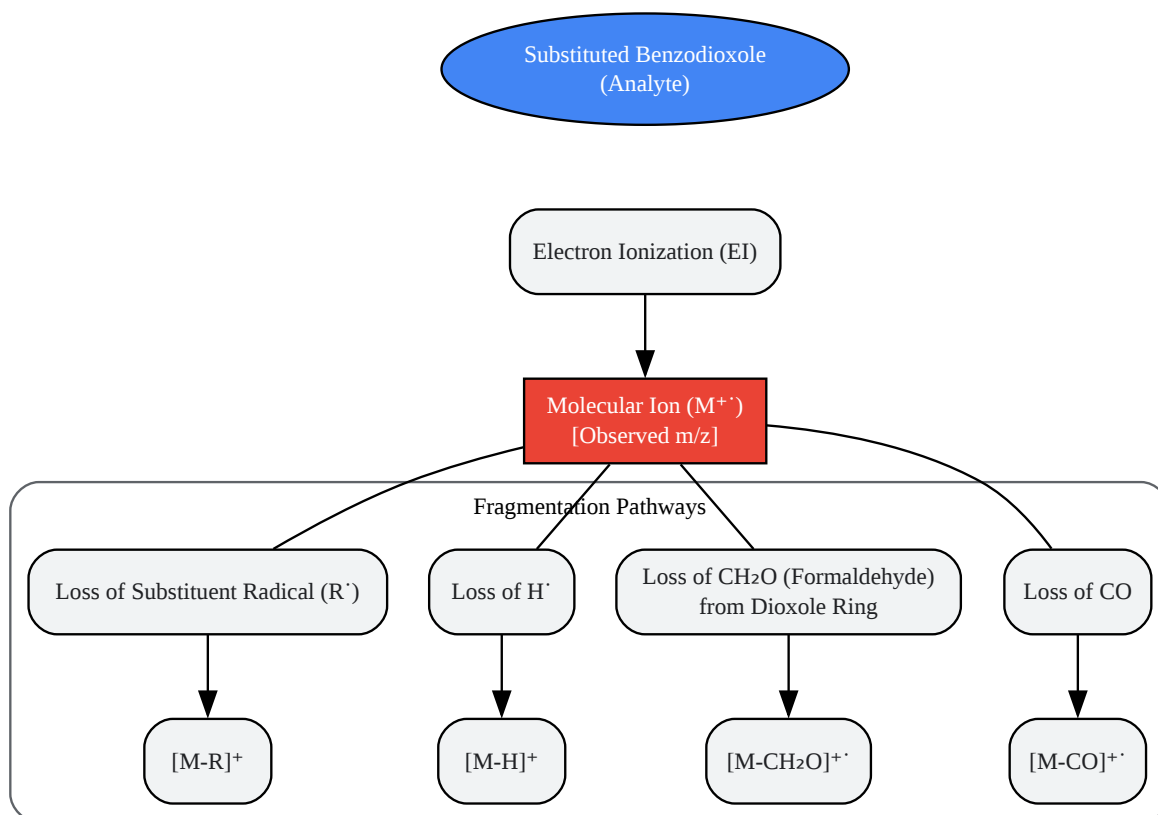 Substituted Benzodioxole
(Analyte)
Electron Ionization (EI)
Molecular Ion (M⁺˙)
[Observed m/z]
Fragmentation Pathways
Loss of Substituent Radical (R˙)
Loss of H˙
Loss of CH₂O (Formaldehyde)
from Dioxole Ring
Loss of CO
[M-R]⁺
[M-H]⁺
[M-CH₂O]⁺˙
[M-CO]⁺˙